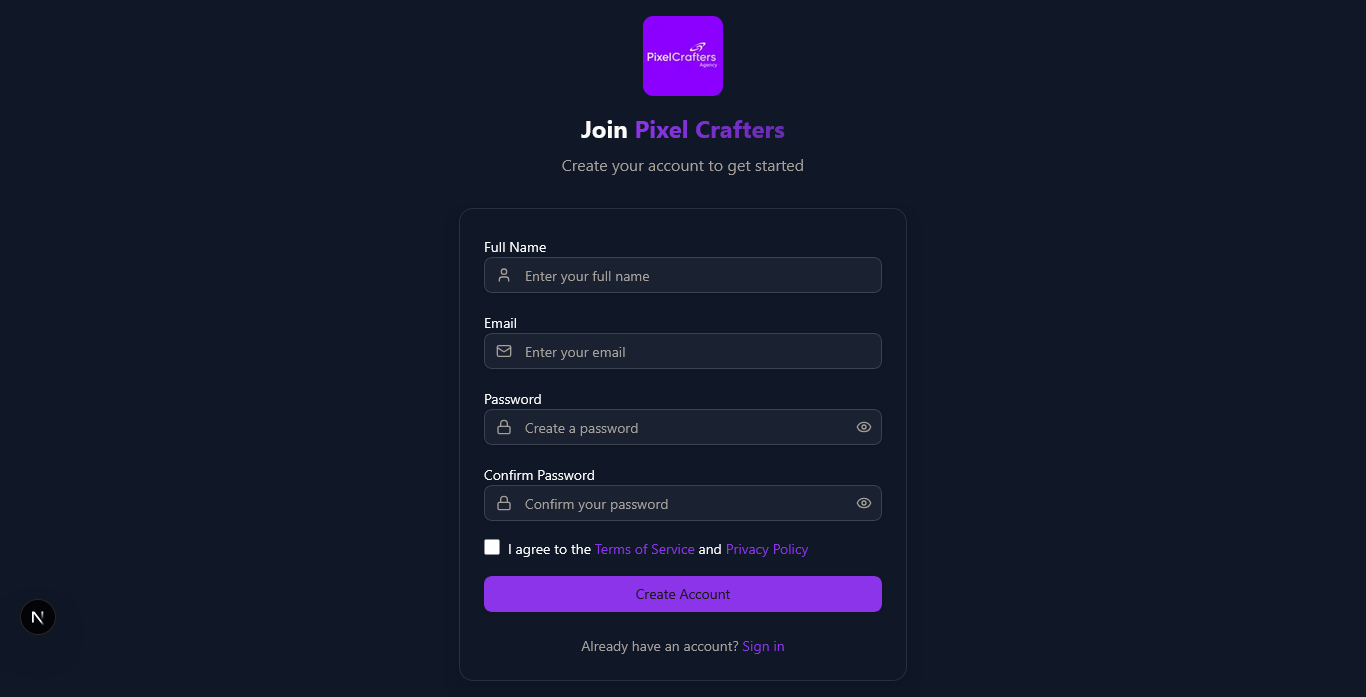 PixelCrafters
Agency
Join Pixel Crafters
Create your account to get started
Full Name
Enter your full name
Email
Enter your email
Password
Create a password
Confirm Password
Confirm your password
I agree to the Terms of Service and Privacy Policy
Create Account
N
Already have an account? Sign in